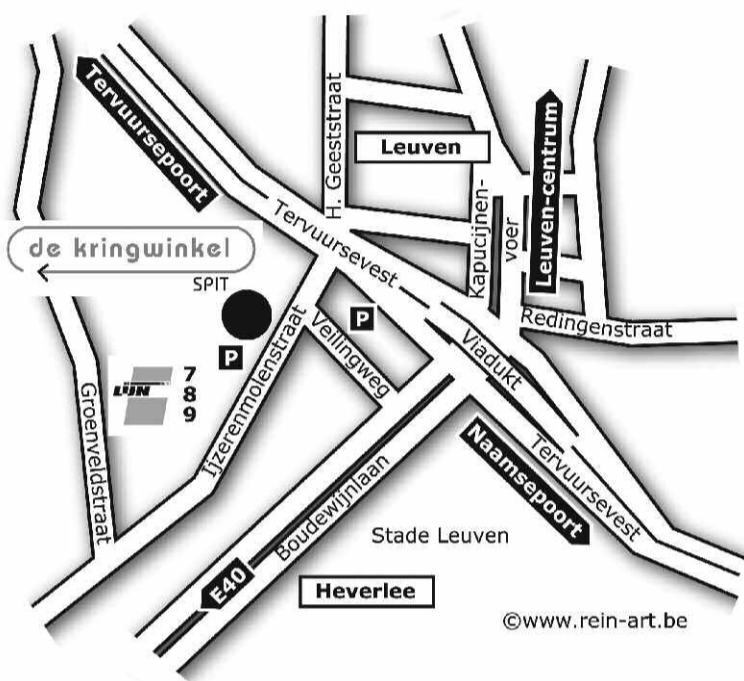 Tervuursepoort
H. Geeststraat
Leuven
Kapucijnen-
voer
Leuven-centrum
de kringwinkel
SPIT
Tervuursevest
P
P
Veilingweg
Viadukt
Redingenstraat
LIJN
7
8
9
Groenveldstraat
Ijzerenmolenstraat
Boudewijnlaan
Naamsepoort
Tervuursevest
Stade Leuven
E40
Heverlee
©www.rein-art.be